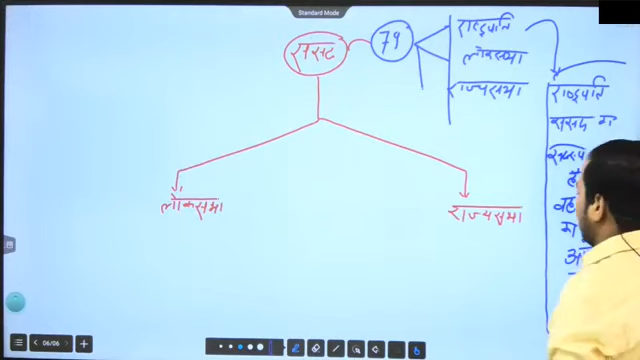 Standard Mode
संसद
79
राष्ट्रपति
लोकसभा
राज्यसभा
राष्ट्रपति
संसद का
लोकसभा
राज्यसभा
06/06